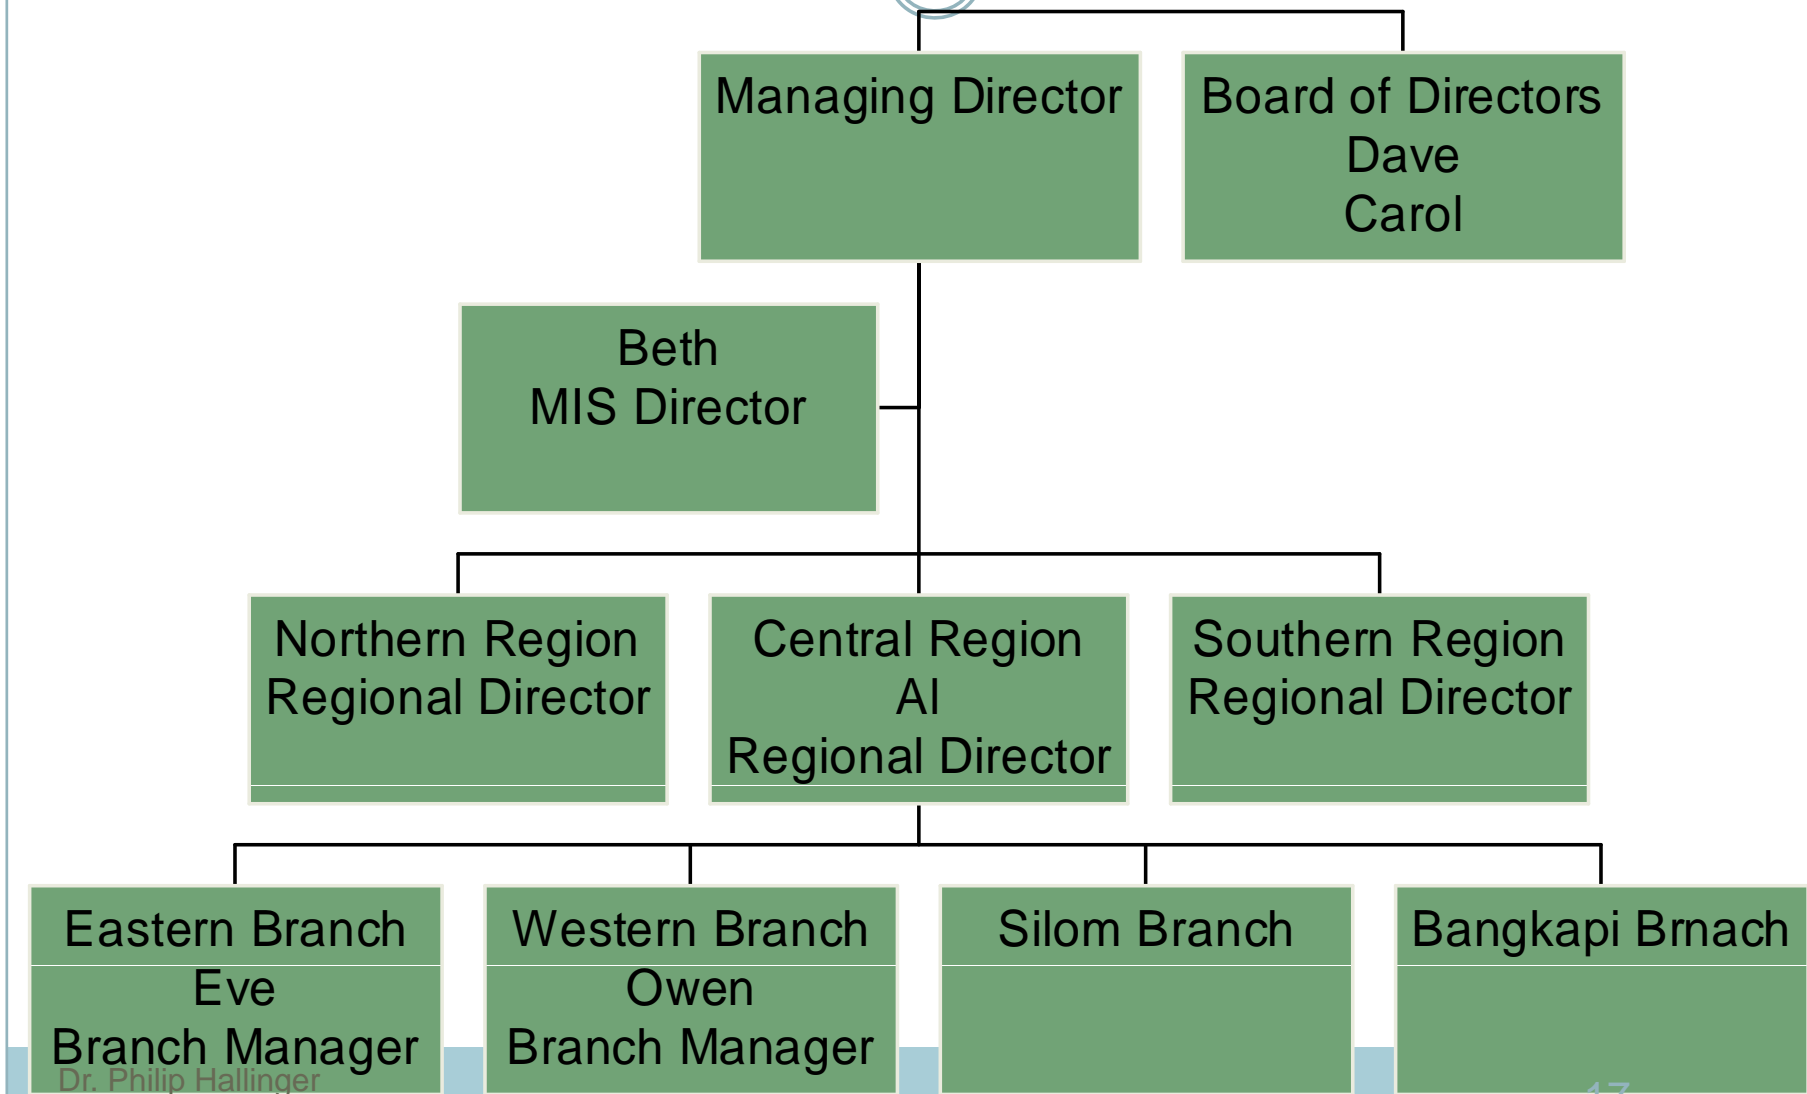 Managing Director
Board of Directors
Dave
Carol
Beth
MIS Director
Northern Region
Regional Director
Central Region
Al
Regional Director
Southern Region
Regional Director
Eastern Branch
Eve
Branch Manager
Western Branch
Owen
Branch Manager
Silom Branch
Bangkapi Brnach
Dr. Philip Hallinger
17